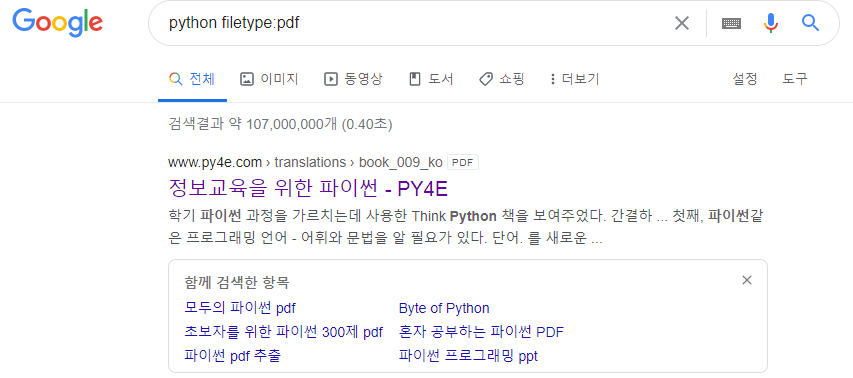 Google
python filetype:pdf
전체 이미지 동영상 도서 쇼핑 더보기 설정 도구
검색결과 약 107,000,000개 (0.40초)
www.py4e.com › translations › book_009_ko PDF
정보교육을 위한 파이썬 - PY4E
학기 파이썬 과정을 가르치는데 사용한 Think Python 책을 보여주었다. 간결하 ... 첫째, 파이썬같
은 프로그래밍 언어 - 어휘와 문법을 알 필요가 있다. 단어. 를 새로운 ...
함께 검색한 항목
모두의 파이썬 pdf Byte of Python
초보자를 위한 파이썬 300제 pdf 혼자 공부하는 파이썬 PDF
파이썬 pdf 추출 파이썬 프로그래밍 ppt